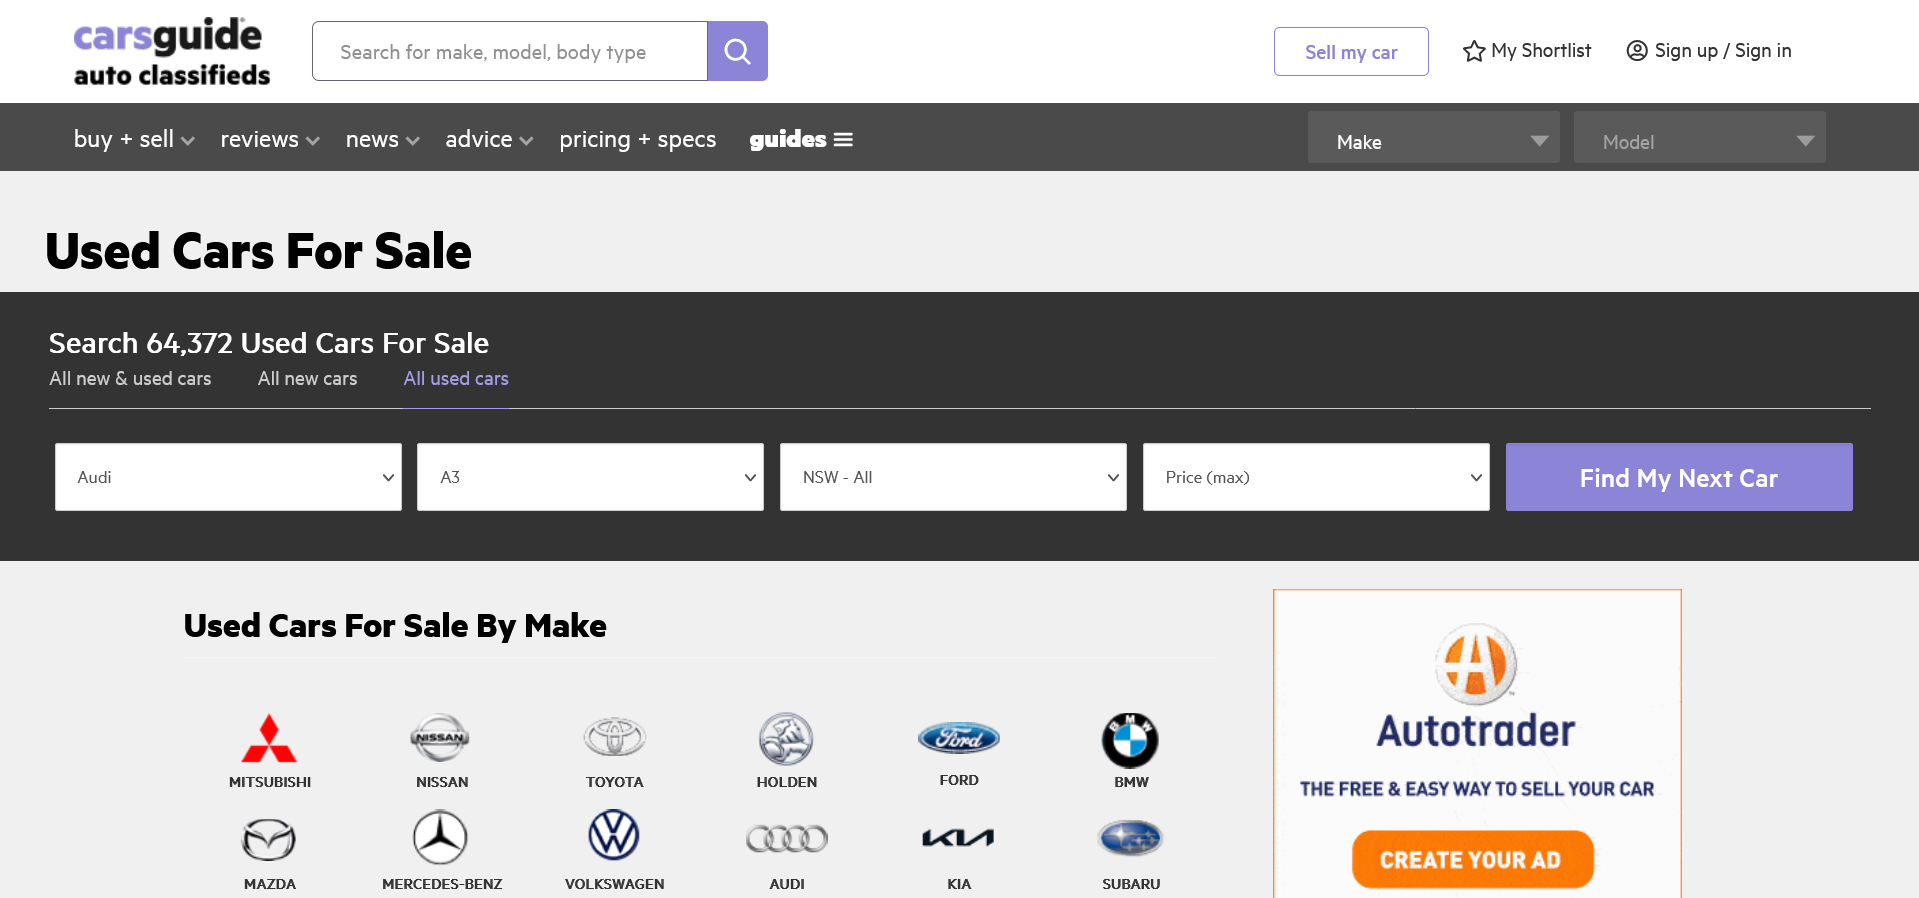 carsguide
auto classifieds
Search for make, model, body type
Sell my car
My Shortlist
Sign up / Sign in
buy + sell
reviews
news
advice
pricing + specs
guides
Make
Model
Used Cars For Sale
Search 64,372 Used Cars For Sale
All new & used cars
All new cars
All used cars
Audi
A3
NSW - All
Price (max)
Find My Next Car
Used Cars For Sale By Make
NISSAN
Ford
BMW
MITSUBISHI
NISSAN
TOYOTA
HOLDEN
FORD
BMW
KIA
MAZDA
MERCEDES-BENZ
VOLKSWAGEN
AUDI
KIA
SUBARU
Autotrader
THE FREE & EASY WAY TO SELL YOUR CAR
CREATE YOUR AD